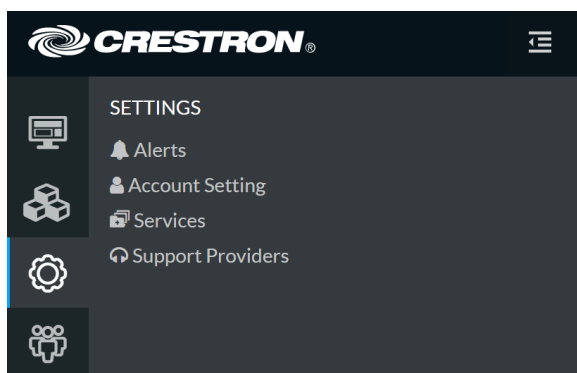 CRESTRON®
SETTINGS
Alerts
Account Setting
Services
Support Providers